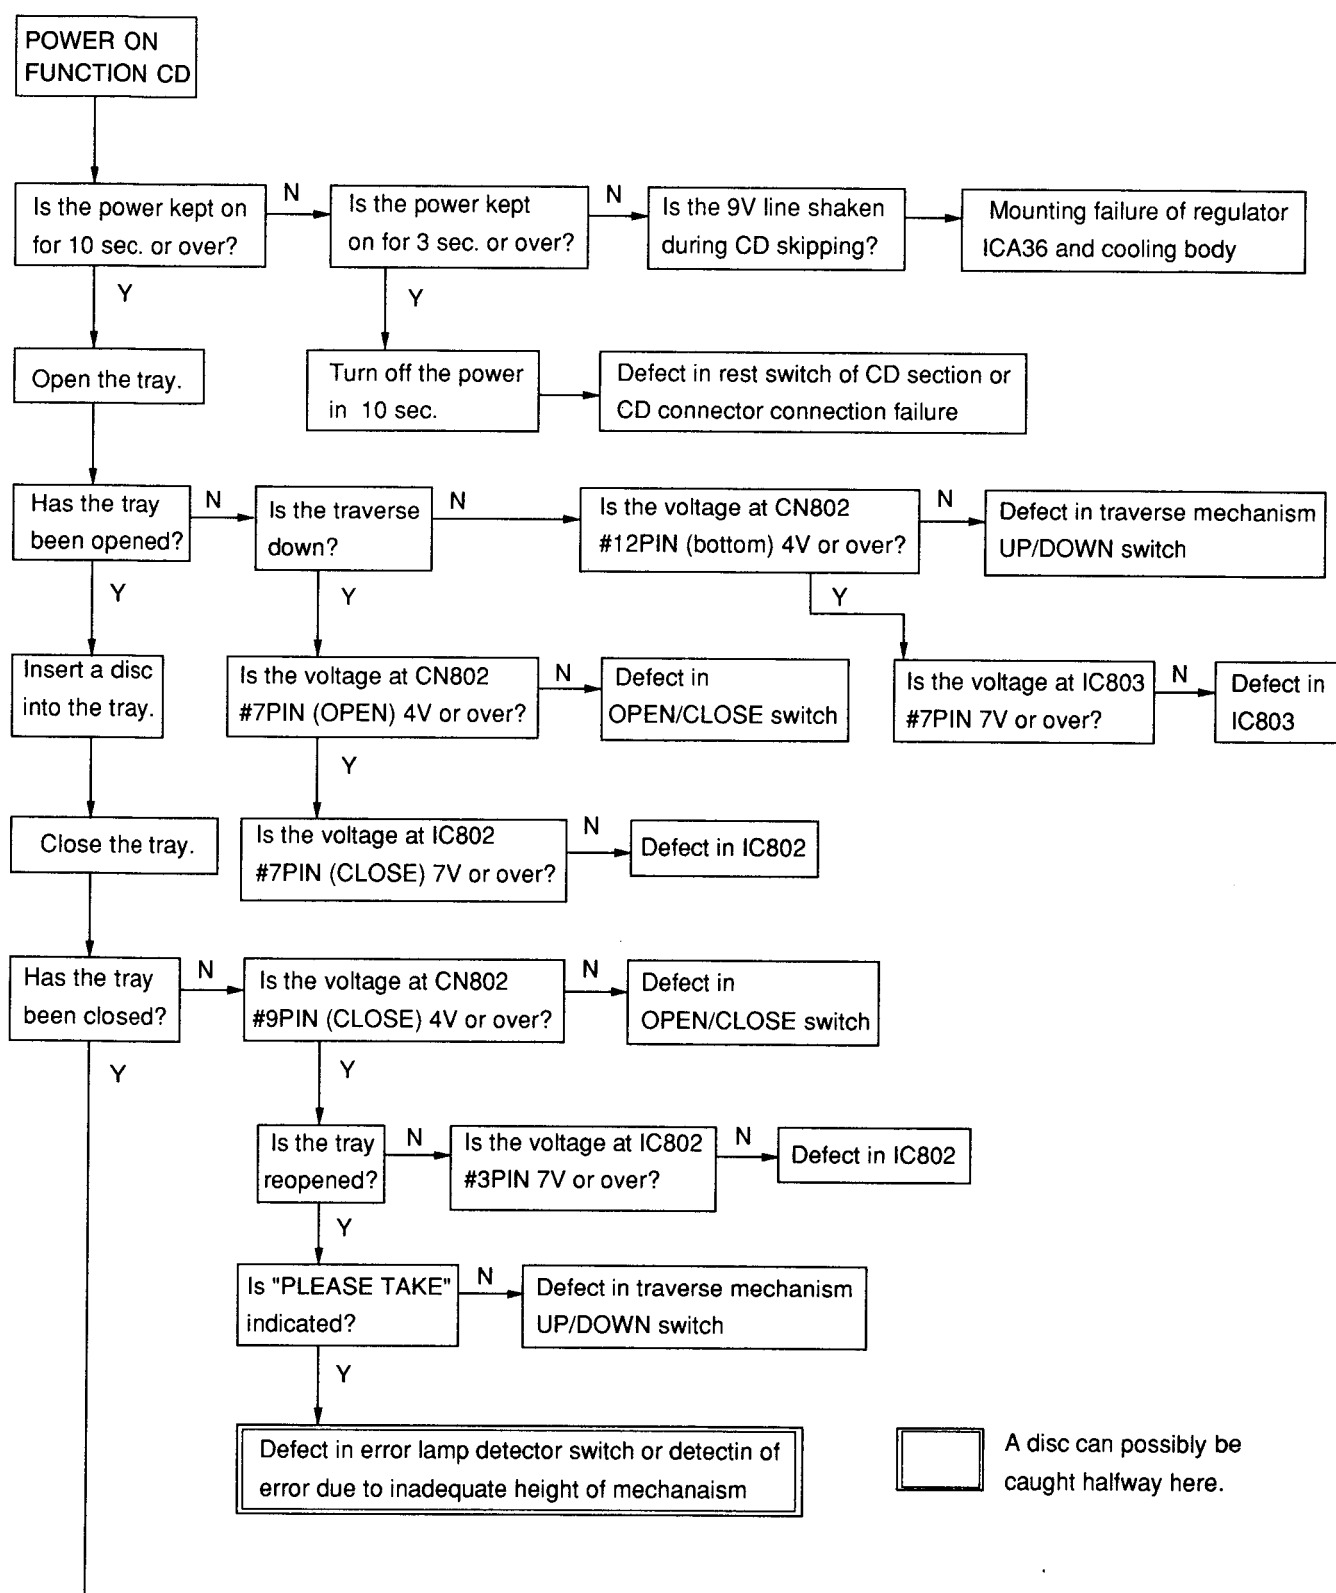 POWER ON
FUNCTION CD
Is the power kept on
for 10 sec. or over?
N
Is the power kept
on for 3 sec. or over?
N
Is the 9V line shaken
during CD skipping?
Mounting failure of regulator
ICA36 and cooling body
Y
Y
Open the tray.
Turn off the power
in 10 sec.
Defect in rest switch of CD section or
CD connector connection failure
Has the tray
been opened?
N
Is the traverse
down?
N
Is the voltage at CN802
#12PIN (bottom) 4V or over?
N
Defect in traverse mechanism
UP/DOWN switch
Y
Y
Y
Insert a disc
into the tray.
Is the voltage at CN802
#7PIN (OPEN) 4V or over?
N
Defect in
OPEN/CLOSE switch
Is the voltage at IC803
#7PIN 7V or over?
N
Defect in
IC803
Y
Close the tray.
Is the voltage at IC802
#7PIN (CLOSE) 7V or over?
N
Defect in IC802
Has the tray
been closed?
N
Is the voltage at CN802
#9PIN (CLOSE) 4V or over?
N
Defect in
OPEN/CLOSE switch
Y
Y
Is the tray
reopened?
N
Is the voltage at IC802
#3PIN 7V or over?
N
Defect in IC802
Y
Is "PLEASE TAKE"
indicated?
N
Defect in traverse mechanism
UP/DOWN switch
Y
Defect in error lamp detector switch or detectin of
error due to inadequate height of mechanaism
A disc can possibly be
caught halfway here.